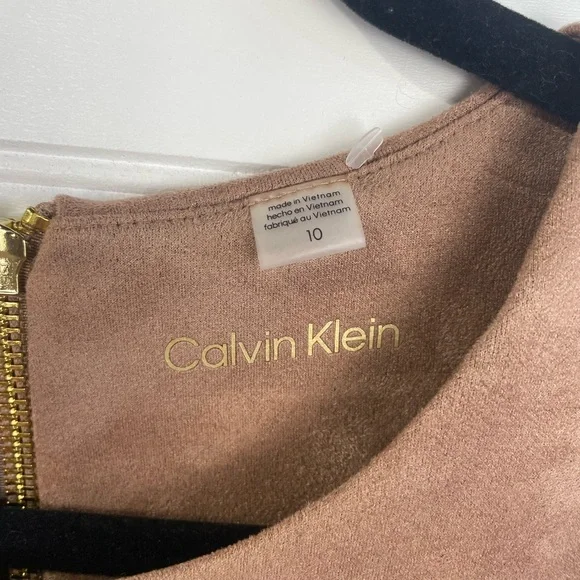 made in Vietnam
hecho en Vietnam
fabriqué au Vietnam
10
Calvin Klein